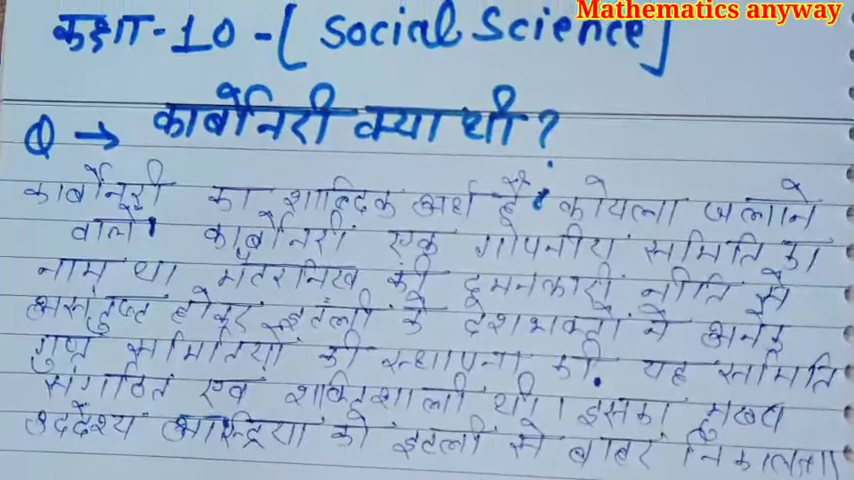 Mathematics anyway
कक्षा-10 -[Social Science]
Q → कार्बोनरी क्या थी?
कार्बोनरी का शाब्दिक अर्थ है कोयला जलाने
वाले। कार्बोनरी एक गोपनीय समिति का
नाम था मेटरनिख की दमनकारी नीति से
असंतुष्ट होकर इटली के देशभक्तों ने अनेक
गुप्त समितियों की स्थापना की. यह समिति
संगठित एवं शक्तिशाली थी। इसका मुख्य
उद्देश्य आस्ट्रिया को इटली से बाहर निकालना